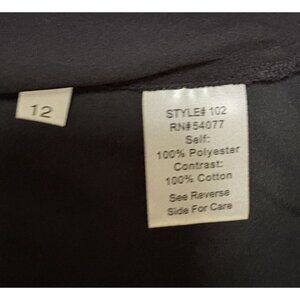 12
STYLE# 102
RN#54077
Self:
100% Polyester
Contrast:
100% Cotton
See Reverse
Side For Care